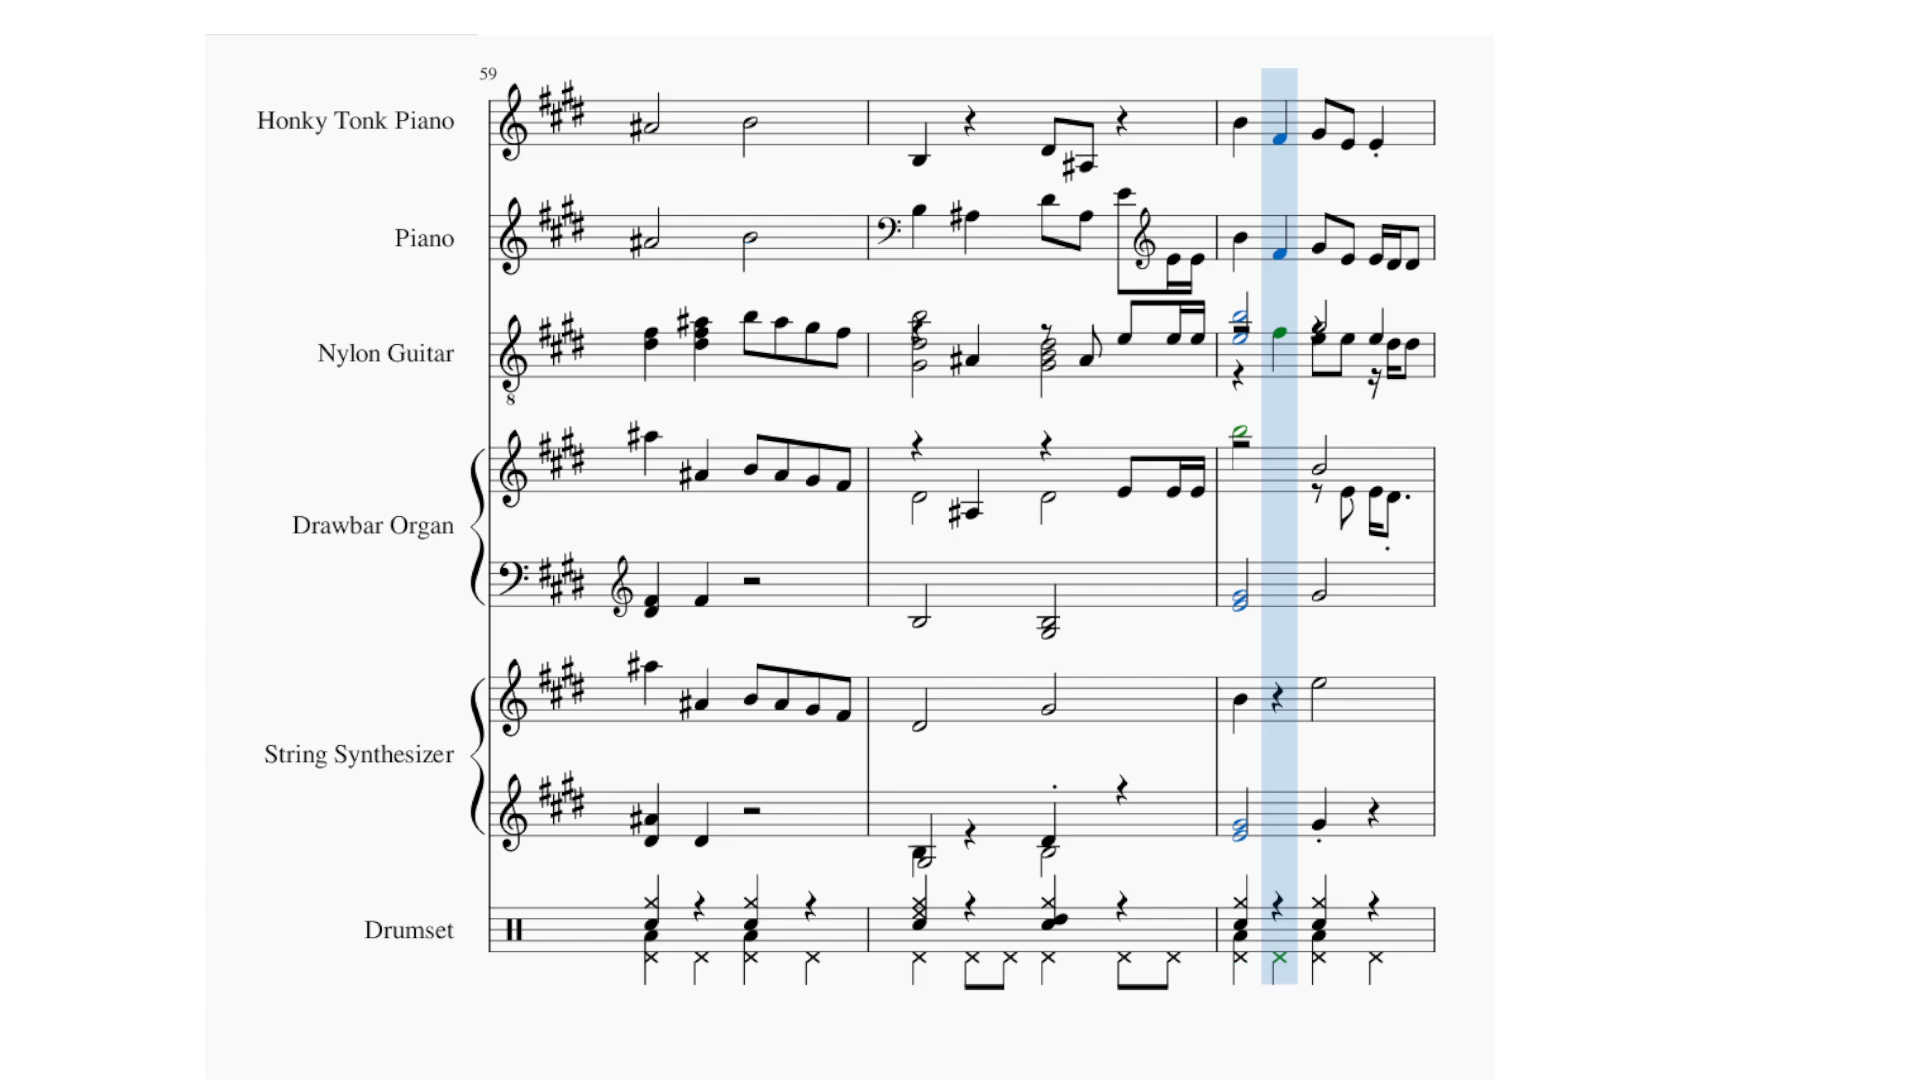 59
Honky Tonk Piano
Piano
Nylon Guitar
8
Drawbar Organ
String Synthesizer
Drumset